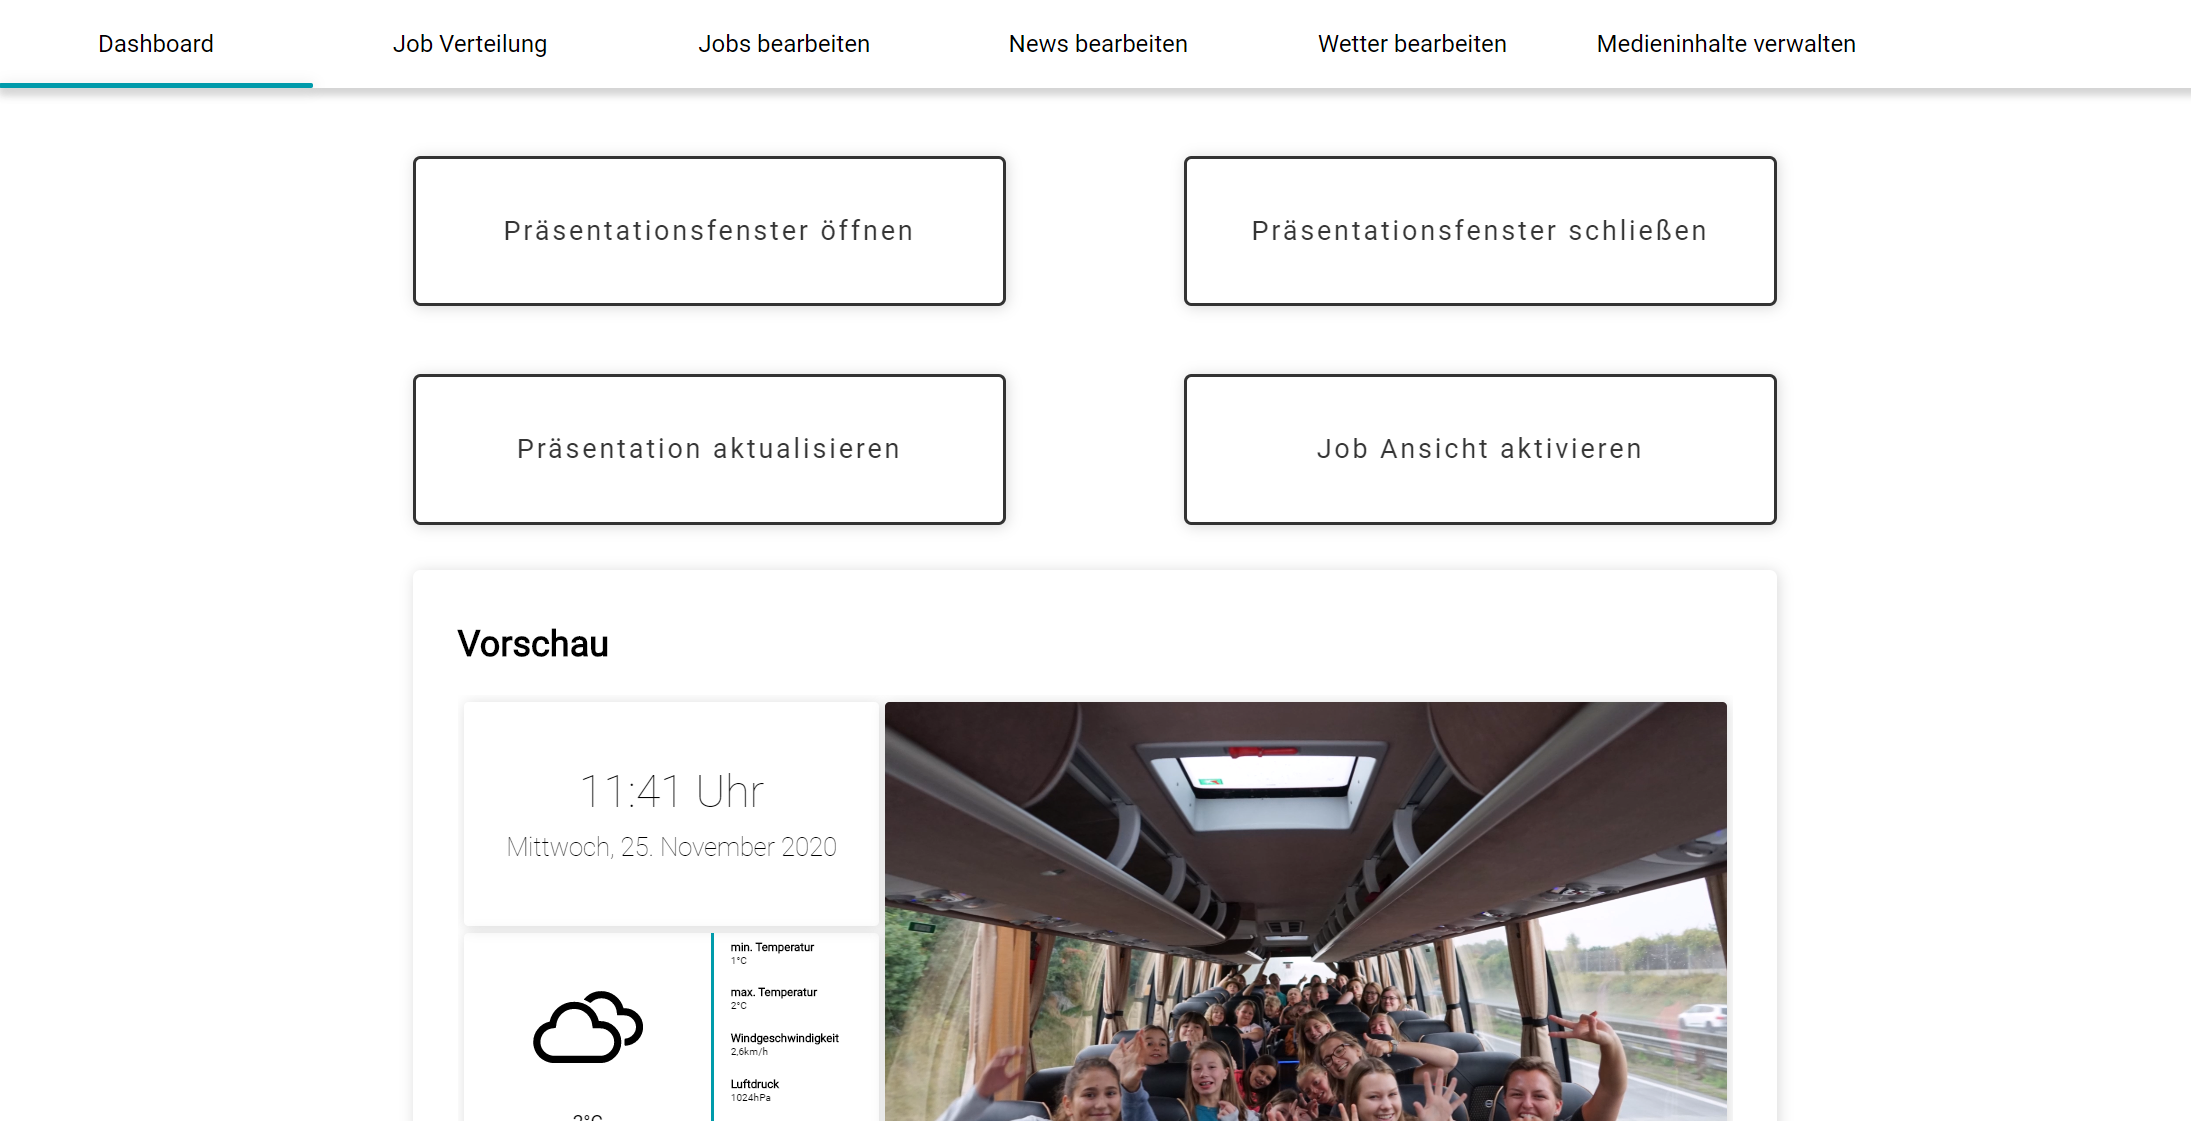 Dashboard
Job Verteilung
Jobs bearbeiten
News bearbeiten
Wetter bearbeiten
Medieninhalte verwalten
Präsentationsfenster öffnen
Präsentationsfenster schließen
Präsentation aktualisieren
Job Ansicht aktivieren
Vorschau
11:41 Uhr
Mittwoch, 25. November 2020
min. Temperatur
1°C
max. Temperatur
2°C
Windgeschwindigkeit
2,6km/h
Luftdruck
1024hPa